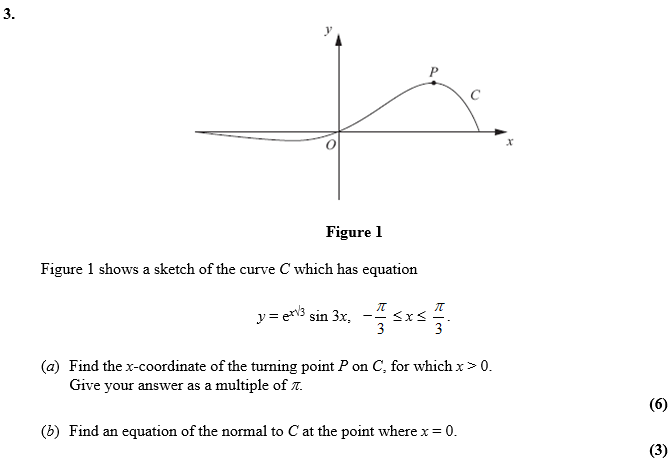 3.
y
P
C
O
x
Figure 1
Figure 1 shows a sketch of the curve C which has equation
y = e^{x√3} sin 3x, −π/3 ≤ x ≤ π/3.
(a) Find the x-coordinate of the turning point P on C, for which x > 0.
Give your answer as a multiple of π.
(6)
(b) Find an equation of the normal to C at the point where x = 0.
(3)